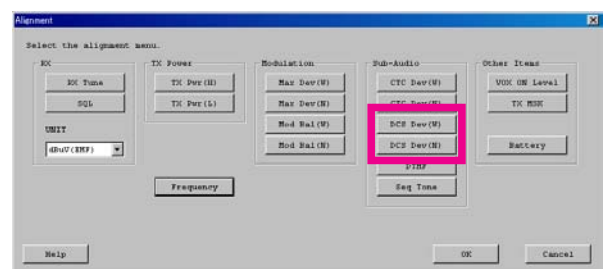 Alignment
Select the alignment menu.
RX
RX Tune
SQL
UNIT
dBuV(EMF)
TX Power
TX Pwr(H)
TX Pwr(L)
Frequency
Modulation
Max Dev(W)
Max Dev(N)
Mod Bal(W)
Mod Bal(N)
Sub-Audio
CTC Dev(W)
CTC Dev(N)
DCS Dev(W)
DCS Dev(N)
DTMF
Seq Tone
Other Items
VOX ON Level
TX MSK
Battery
Help
OK
Cancel